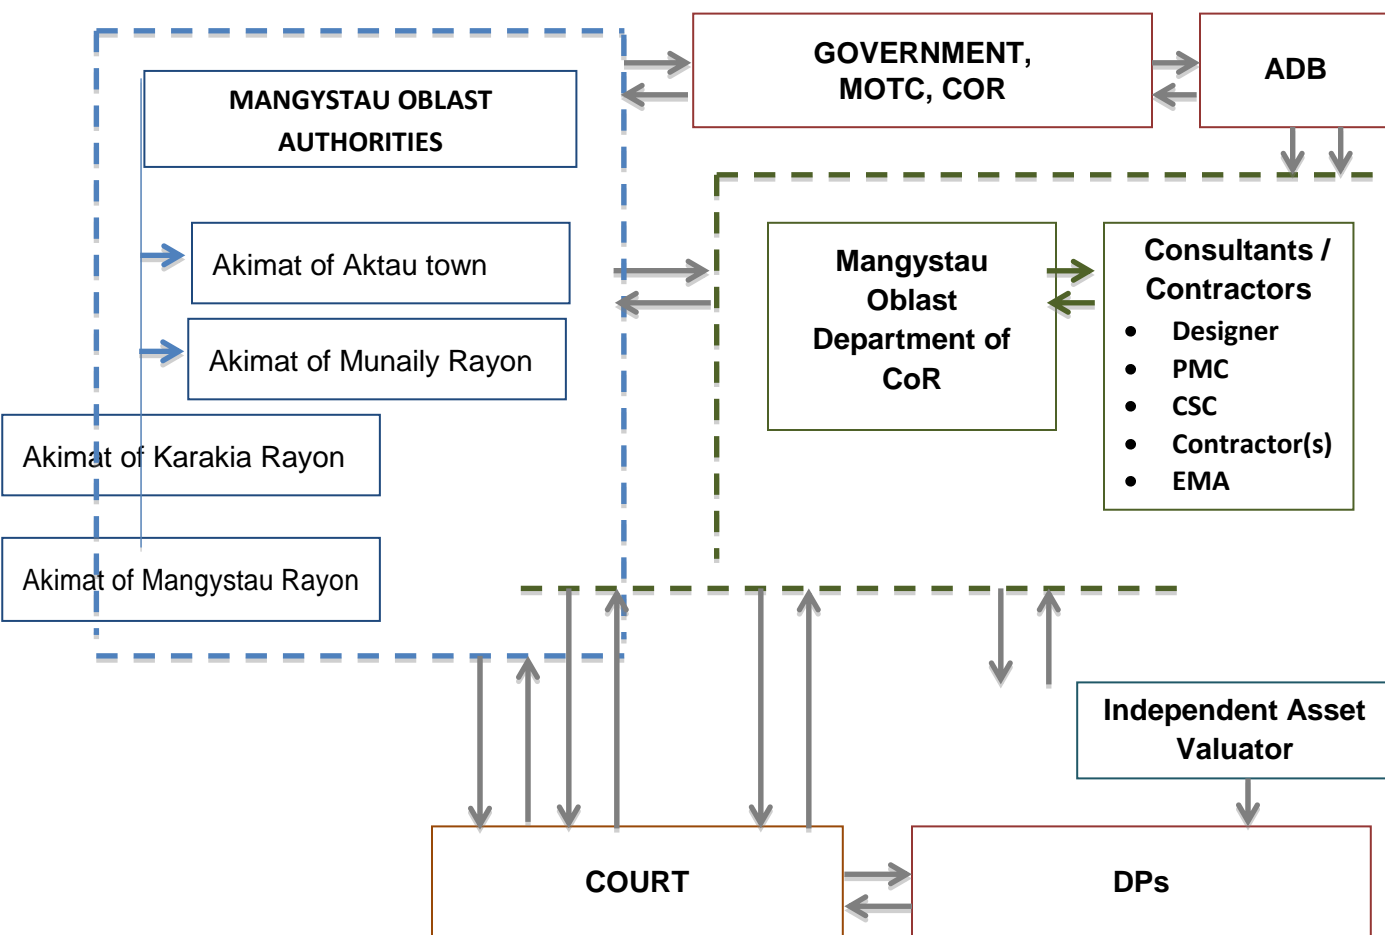 GOVERNMENT,
MOTC, COR
ADB
MANGYSTAU OBLAST
AUTHORITIES
Akimat of Aktau town
Akimat of Munaily Rayon
Akimat of Karakia Rayon
Akimat of Mangystau Rayon
Mangystau
Oblast
Department of
CoR
Consultants /
Contractors
• Designer
• PMC
• CSC
• Contractor(s)
• EMA
Independent Asset
Valuator
COURT
DPs